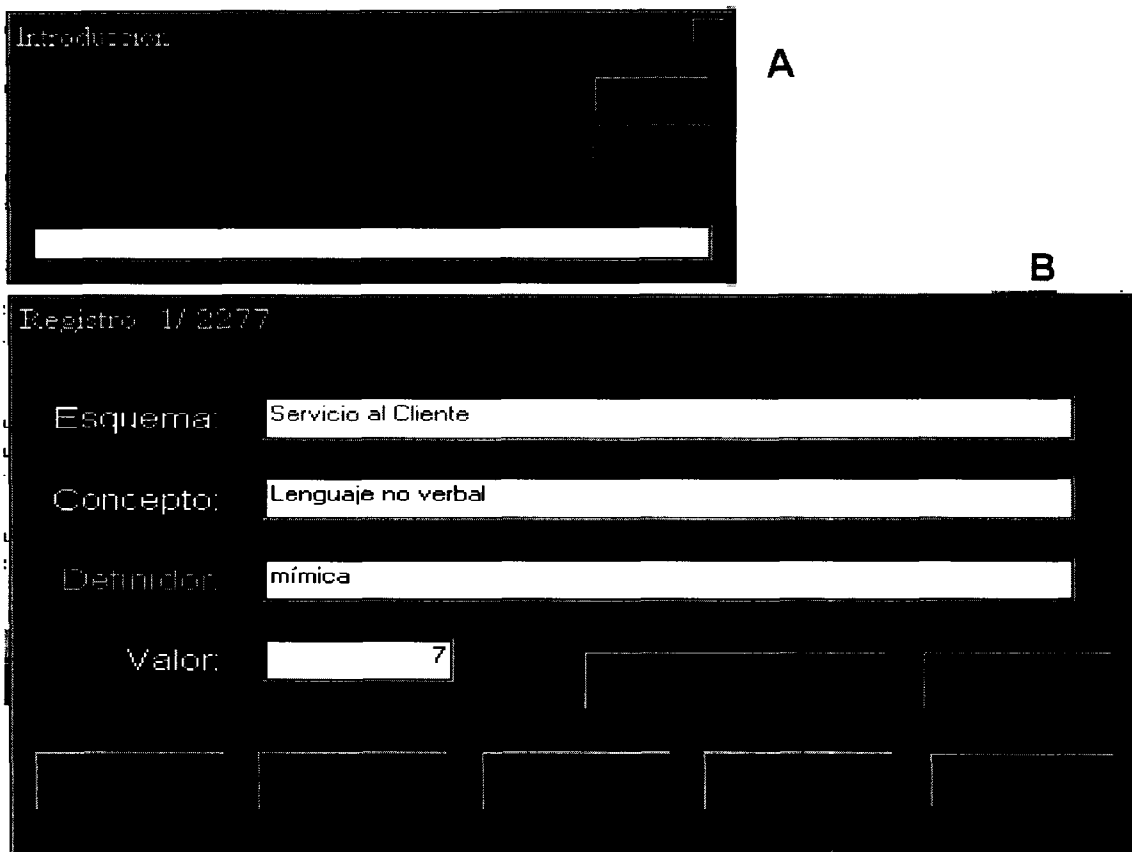 Introduccion
A
B
Registro 1/ 2277
Esquema: Servicio al Cliente
Concepto: Lenguaje no verbal
Definidor: mímica
Valor: 7